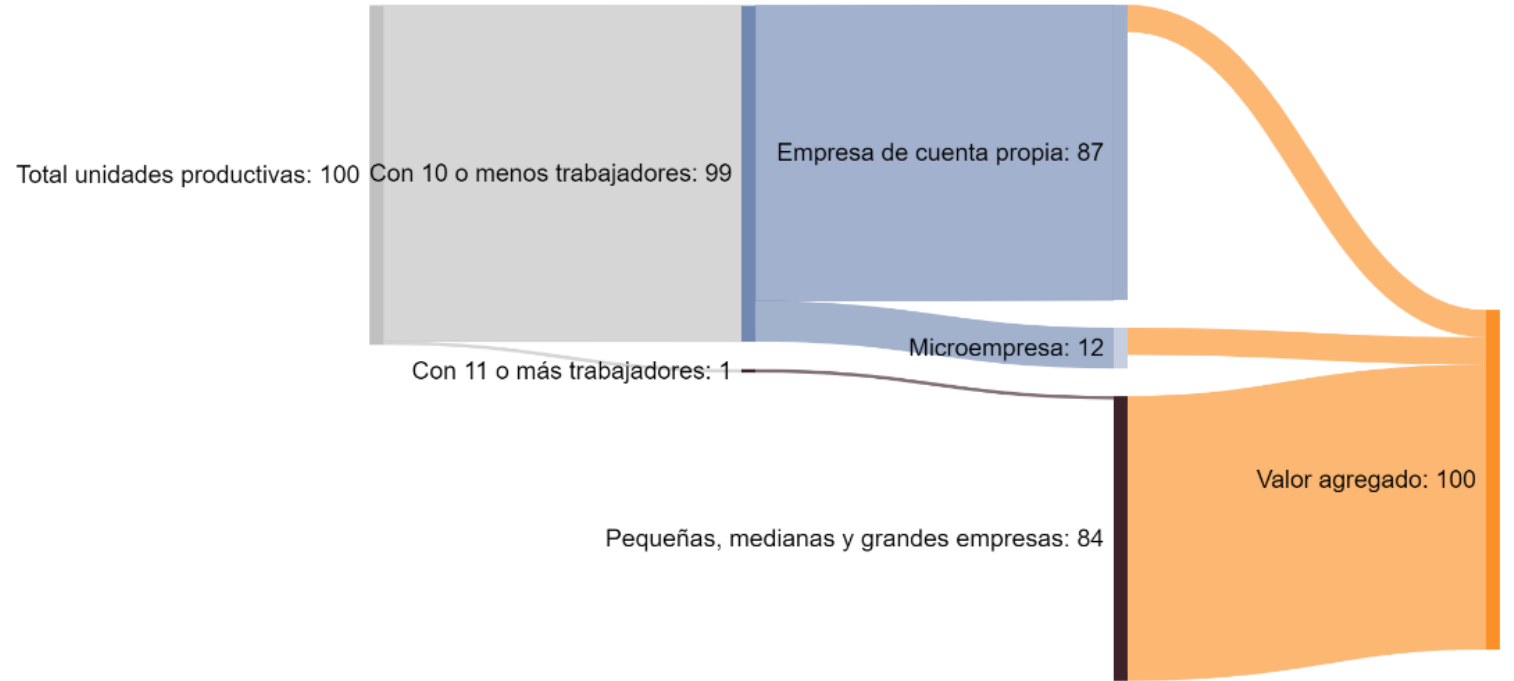 Total unidades productivas: 100
Con 10 o menos trabajadores: 99
Con 11 o más trabajadores: 1
Empresa de cuenta propia: 87
Microempresa: 12
Pequeñas, medianas y grandes empresas: 84
Valor agregado: 100